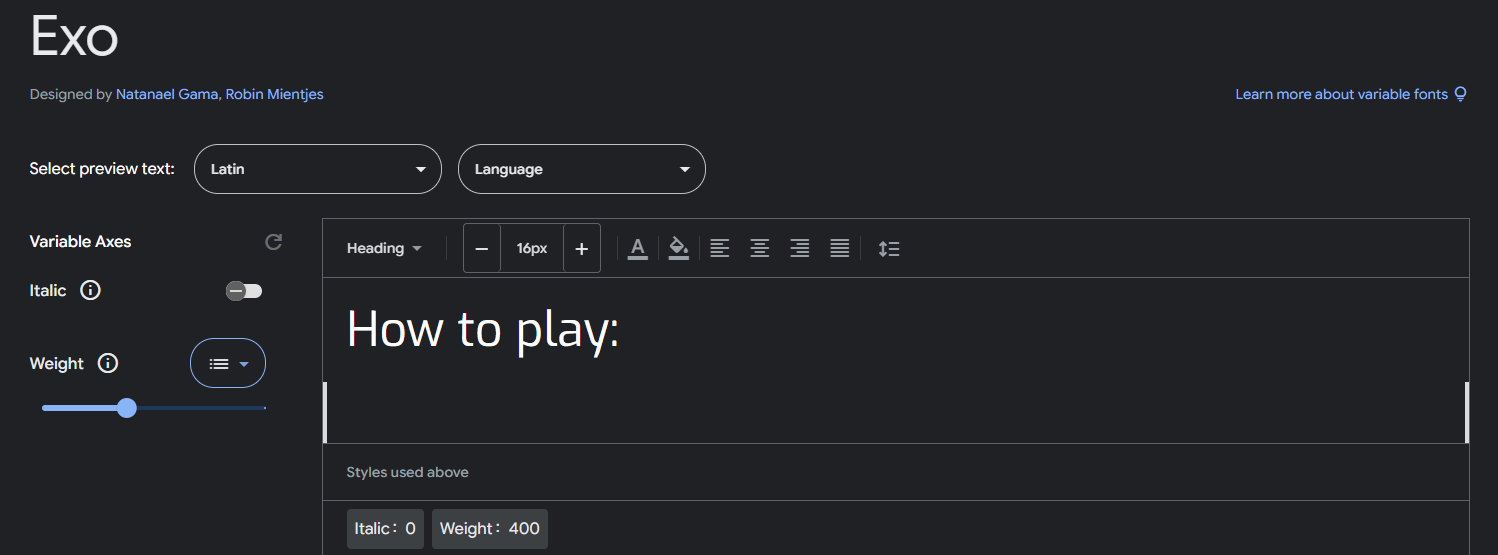 Exo
Designed by Natanael Gama, Robin Mientjes
Learn more about variable fonts
Select preview text:
Latin
Language
Variable Axes
Italic
Weight
Heading
16px
How to play:
Styles used above
Italic: 0
Weight: 400